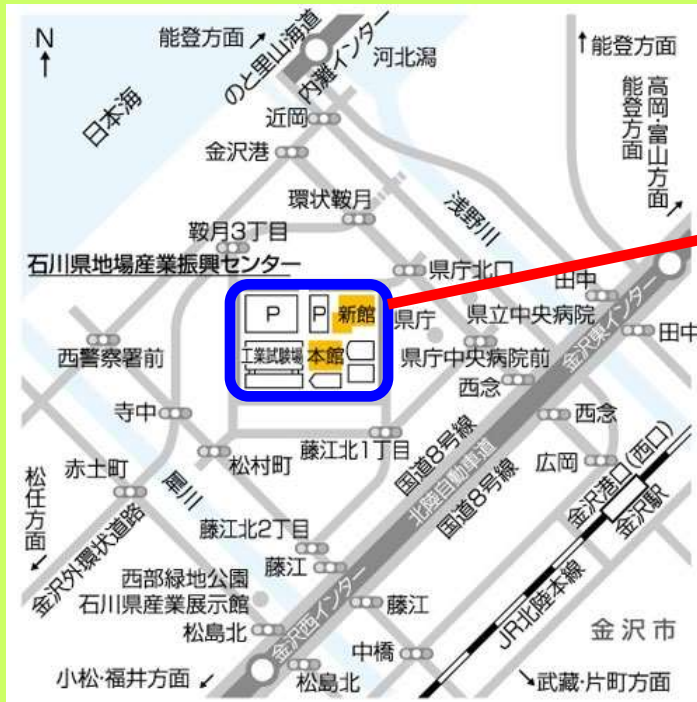 N
能登方面
のと里山海道
内灘インター
河北潟
能登方面
高岡・富山方面
能登方面
日本海
近岡
金沢港
環状鞍月
浅野川
鞍月3丁目
石川県地場産業振興センター
県庁北口
田中
P
P
新館
県庁
県立中央病院
金沢東インター
田中
西警察署前
工業試験場
本館
県庁中央病院前
西念
西念
寺中
藤江北1丁目
国道8号線
北陸自動車道
国道8号線
広岡
金沢港口(西口)
金沢駅
松任方面
赤土町
松村町
犀川
金沢外環状道路
藤江北2丁目
藤江
西部緑地公園
石川県産業展示館
藤江
JR北陸本線
金沢市
松島北
金沢西インター
中橋
小松・福井方面
松島北
武蔵・片町方面